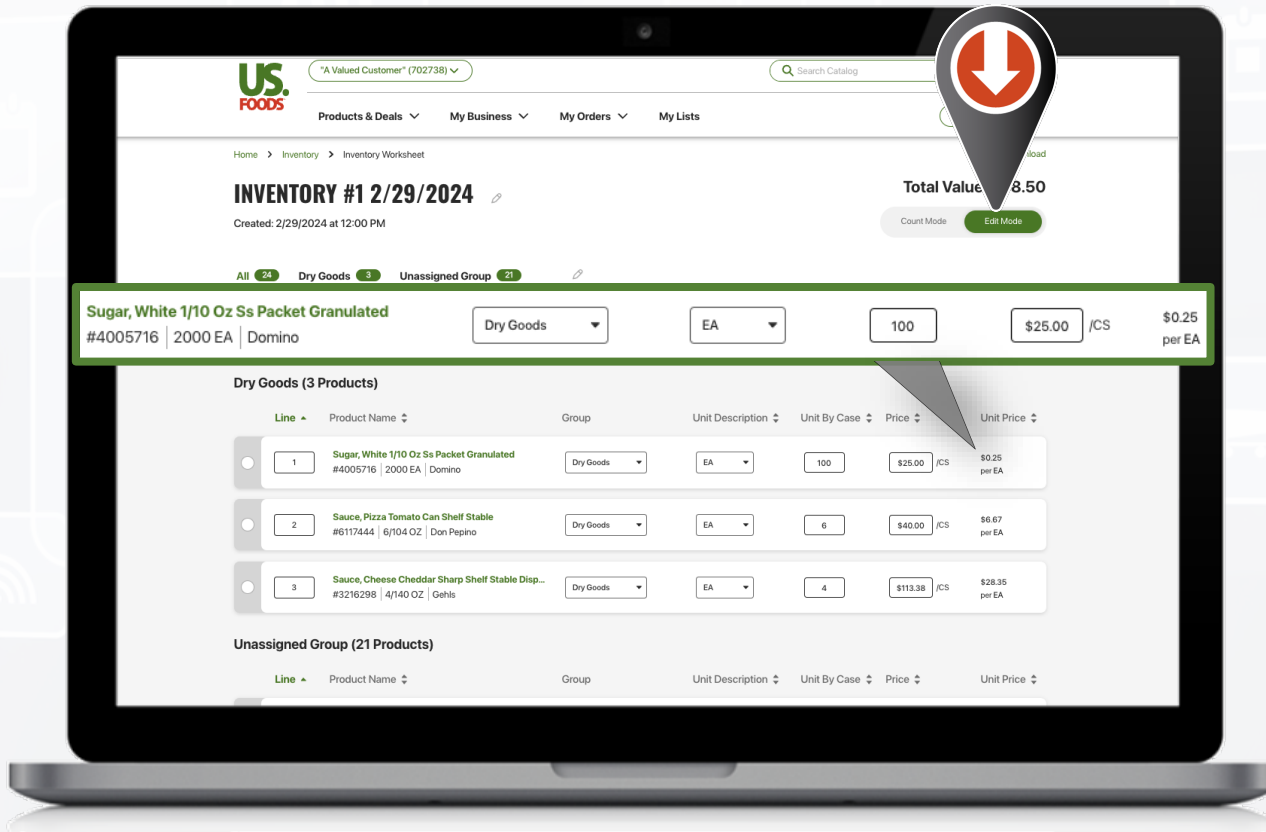 US.
FOODS
"A Valued Customer" (702738)
Search Catalog
Products & Deals
My Business
My Orders
My Lists
Home > Inventory > Inventory Worksheet
INVENTORY #1 2/29/2024
Total Value 8.50
Created: 2/29/2024 at 12:00 PM
Count Mode
Edit Mode
All 24
Dry Goods 3
Unassigned Group 21
Sugar, White 1/10 Oz Ss Packet Granulated
#4005716 | 2000 EA | Domino
Dry Goods
EA
100
$25.00 /CS
$0.25
per EA
Dry Goods (3 Products)
Line Product Name Group Unit Description Unit By Case Price Unit Price
1
Sugar, White 1/10 Oz Ss Packet Granulated
#4005716 | 2000 EA | Domino
Dry Goods
EA
100
$25.00 /CS
$0.25
per EA
2
Sauce, Pizza Tomato Can Shelf Stable
#6117444 | 6/104 OZ | Don Pepino
Dry Goods
EA
6
$40.00 /CS
$6.67
per EA
3
Sauce, Cheese Cheddar Sharp Shelf Stable Disp...
#3216298 | 4/140 OZ | Gehls
Dry Goods
EA
4
$113.38 /CS
$28.35
per EA
Unassigned Group (21 Products)
Line Product Name Group Unit Description Unit By Case Price Unit Price